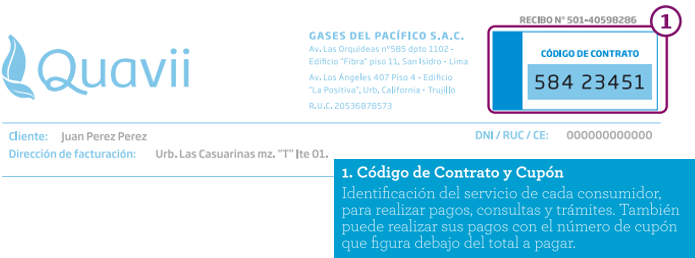 Quavii
GASES DEL PACÍFICO S.A.C.
Av. Las Orquídeas n°585 dpto 1102 -
Edificio "Fibra" piso 11, San Isidro - Lima
Av. Los Ángeles 407 Piso 4 - Edificio
"La Positiva", Urb, California - Trujillo
R.U.C. 20536878573
RECIBO N° 501-40598286
1
CÓDIGO DE CONTRATO
584 23451
Cliente: Juan Perez Perez
DNI / RUC / CE: 000000000000
Dirección de facturación: Urb. Las Casuarinas mz. "T" lte 01.
1. Código de Contrato y Cupón
Identificación del servicio de cada consumidor,
para realizar pagos, consultas y trámites. También
puede realizar sus pagos con el número de cupón
que figura debajo del total a pagar.